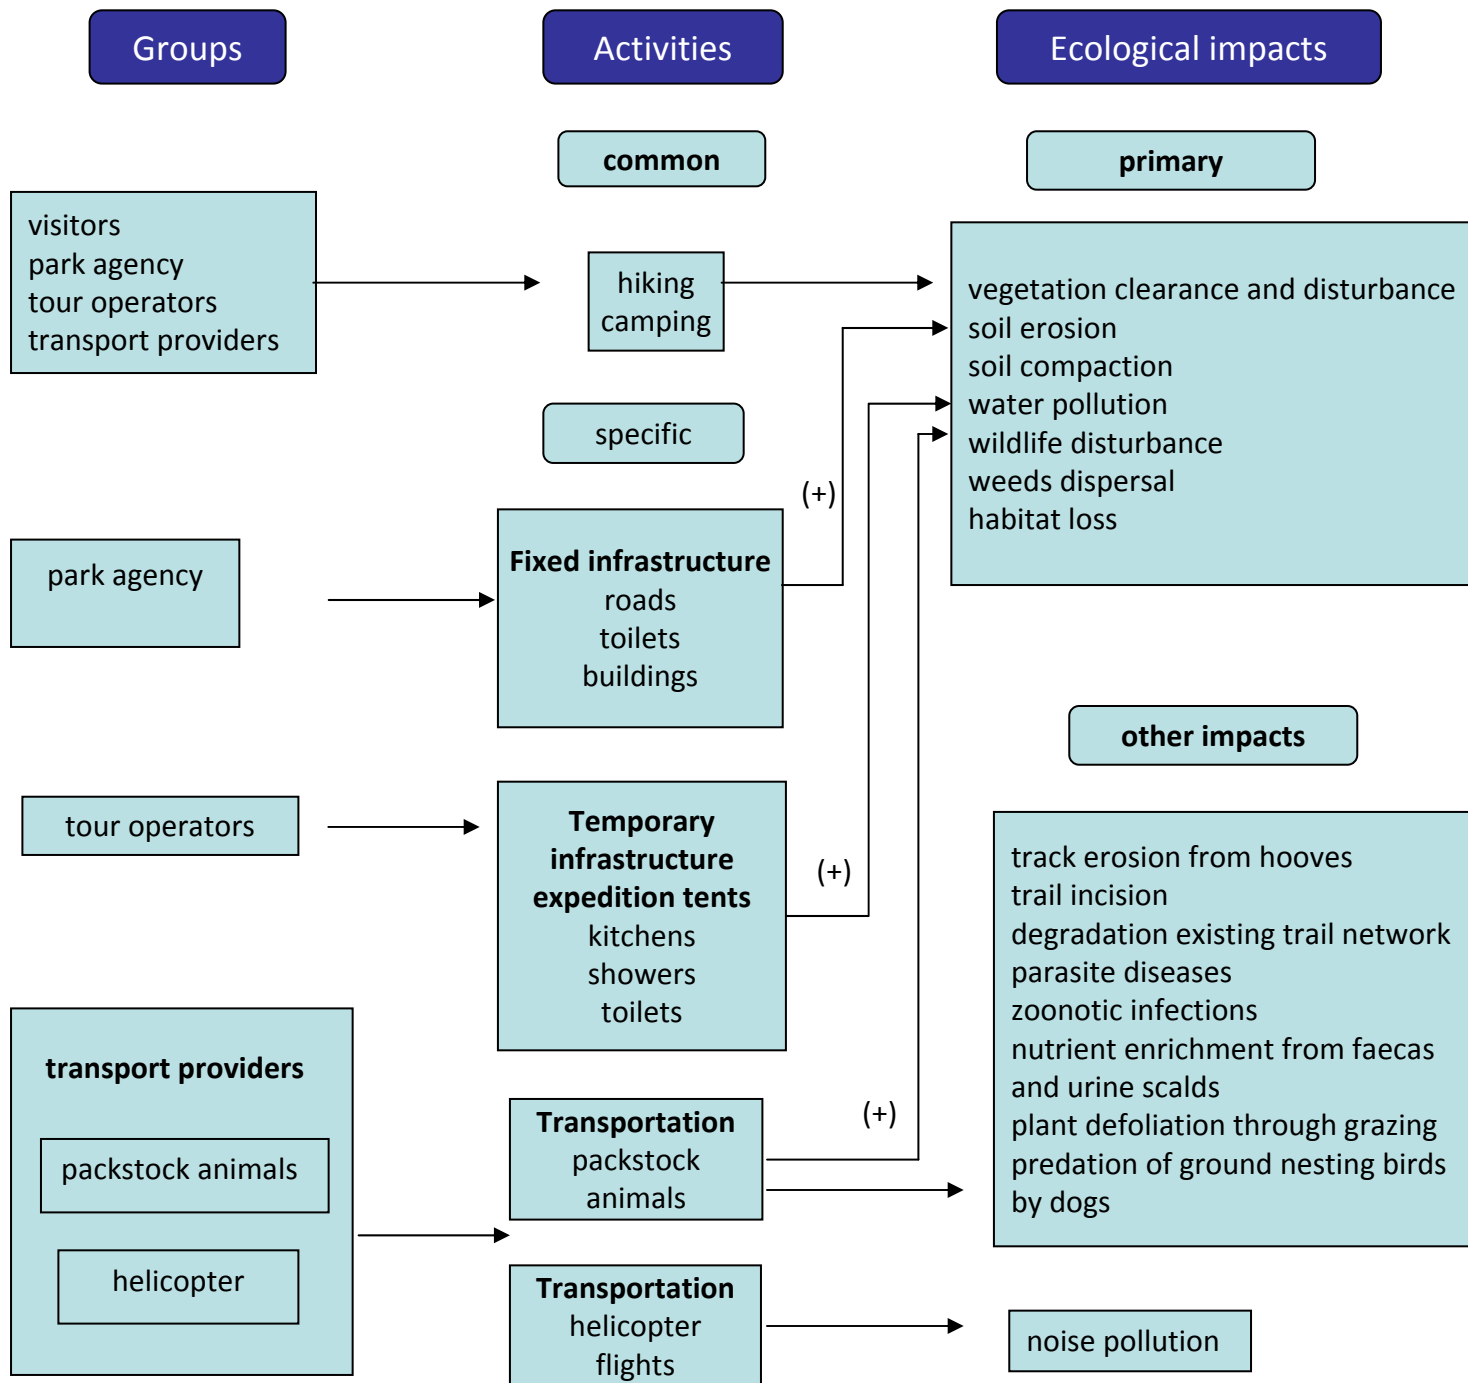 Groups
Activities
Ecological impacts
common
primary
visitors
park agency
tour operators
transport providers
hiking
camping
vegetation clearance and disturbance
soil erosion
soil compaction
water pollution
wildlife disturbance
weeds dispersal
habitat loss
specific
(+)
park agency
Fixed infrastructure
roads
toilets
buildings
other impacts
tour operators
Temporary
infrastructure
expedition tents
kitchens
showers
toilets
(+)
track erosion from hooves
trail incision
degradation existing trail network
parasite diseases
zoonotic infections
nutrient enrichment from faecas
and urine scalds
plant defoliation through grazing
predation of ground nesting birds
by dogs
transport providers
packstock animals
helicopter
Transportation
packstock
animals
(+)
Transportation
helicopter
flights
noise pollution